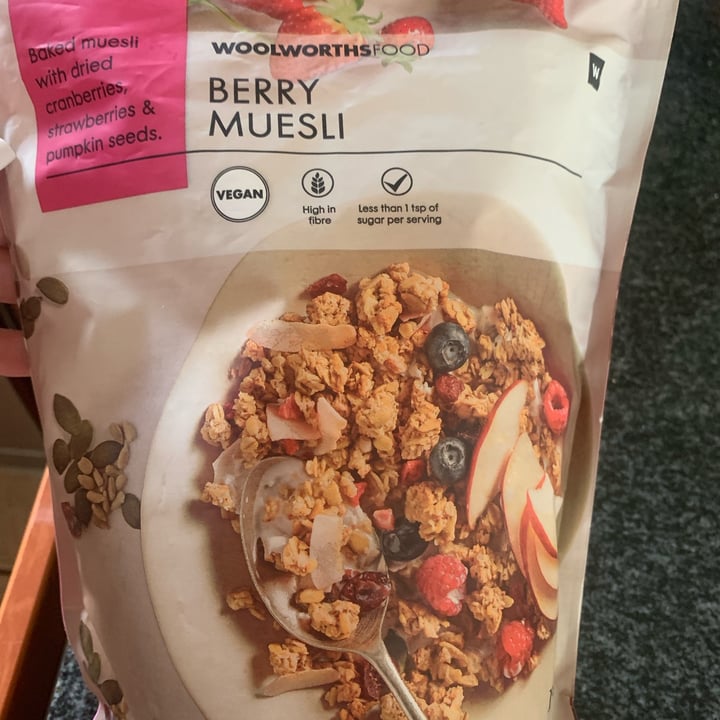 Baked muesli
with dried
cranberries,
strawberries &
pumpkin seeds.
WOOLWORTHSFOOD
W
BERRY
MUESLI
VEGAN
High in
fibre
Less than 1 tsp of
sugar per serving